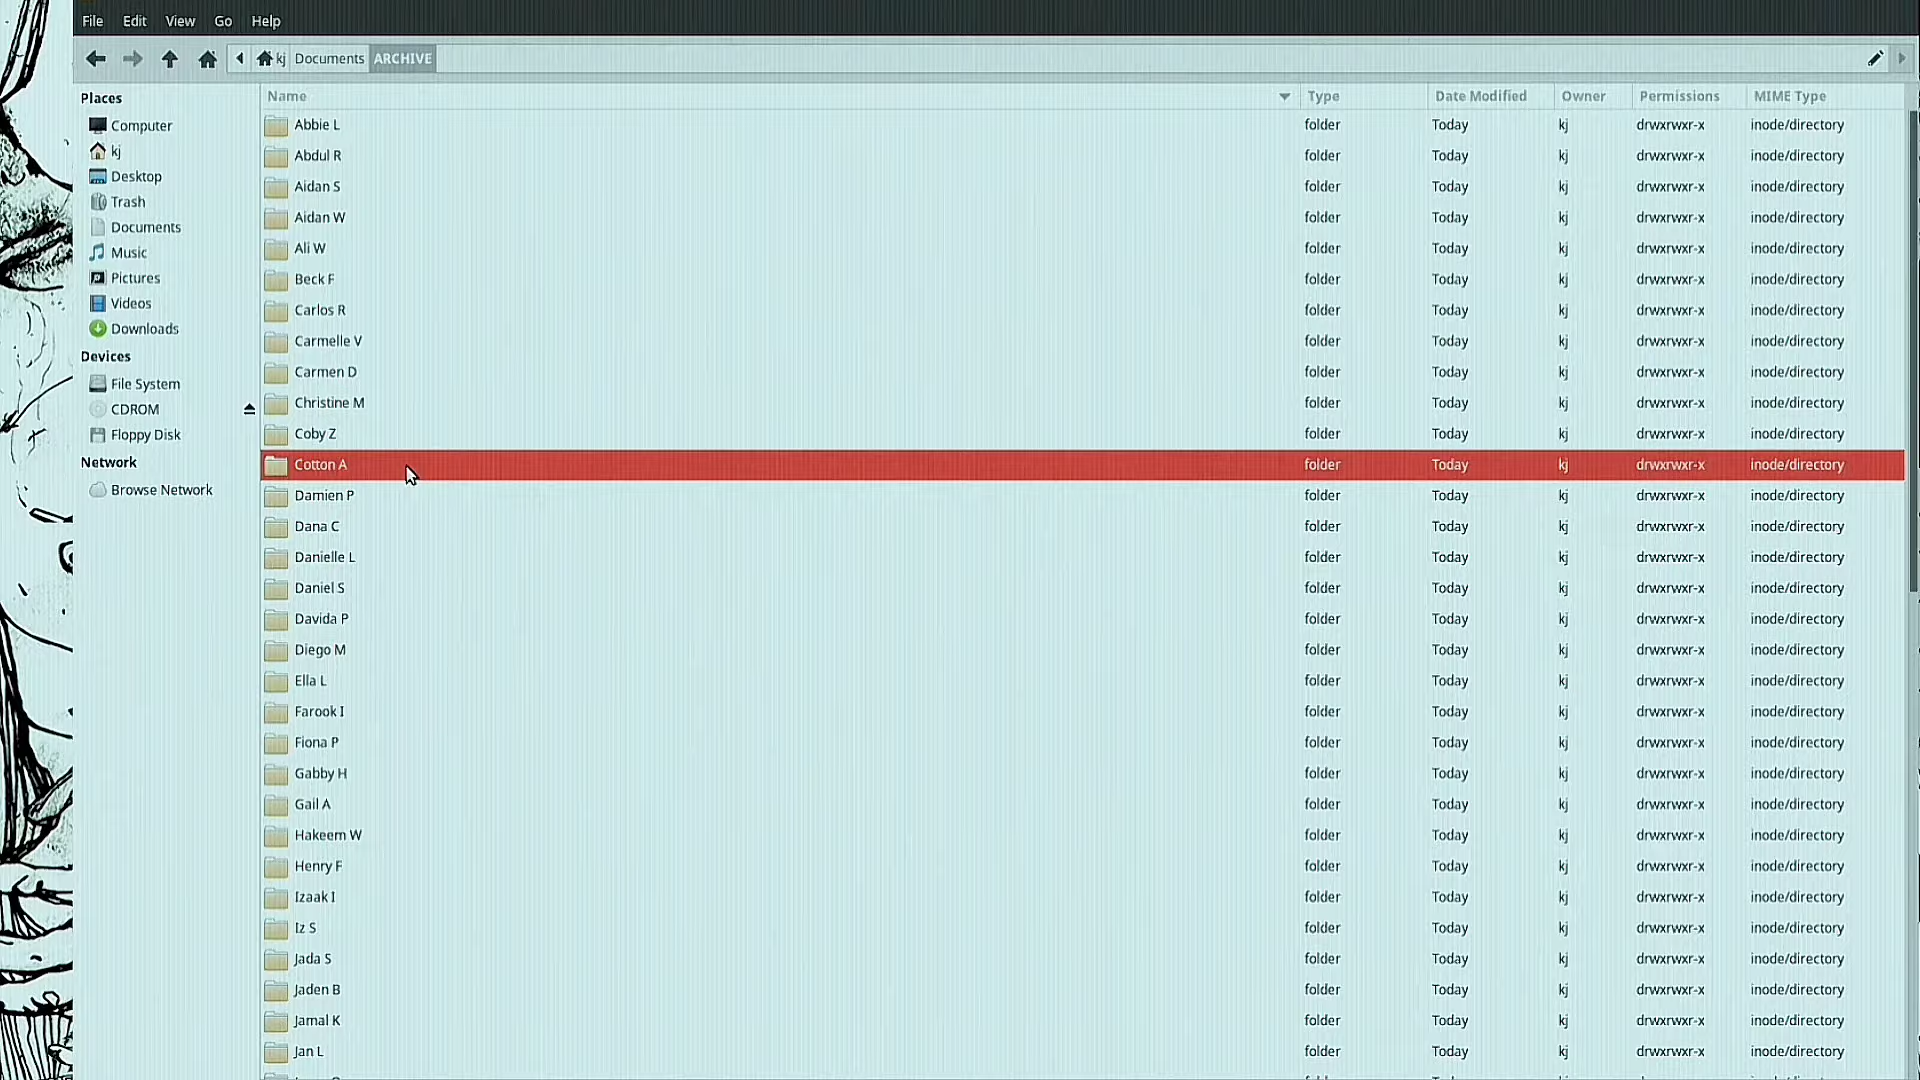 File Edit View Go Help
kj Documents ARCHIVE
Places
Computer
kj
Desktop
Trash
Documents
Music
Pictures
Videos
Downloads
Devices
File System
CDROM
Floppy Disk
Network
Browse Network
Name Type Date Modified Owner Permissions MIME Type
Abbie L folder Today kj drwxrwxr-x inode/directory
Abdul R folder Today kj drwxrwxr-x inode/directory
Aidan S folder Today kj drwxrwxr-x inode/directory
Aidan W folder Today kj drwxrwxr-x inode/directory
Ali W folder Today kj drwxrwxr-x inode/directory
Beck F folder Today kj drwxrwxr-x inode/directory
Carlos R folder Today kj drwxrwxr-x inode/directory
Carmelle V folder Today kj drwxrwxr-x inode/directory
Carmen D folder Today kj drwxrwxr-x inode/directory
Christine M folder Today kj drwxrwxr-x inode/directory
Coby Z folder Today kj drwxrwxr-x inode/directory
Cotton A folder Today kj drwxrwxr-x inode/directory
Damien P folder Today kj drwxrwxr-x inode/directory
Dana C folder Today kj drwxrwxr-x inode/directory
Danielle L folder Today kj drwxrwxr-x inode/directory
Daniel S folder Today kj drwxrwxr-x inode/directory
Davida P folder Today kj drwxrwxr-x inode/directory
Diego M folder Today kj drwxrwxr-x inode/directory
Ella L folder Today kj drwxrwxr-x inode/directory
Farook I folder Today kj drwxrwxr-x inode/directory
Fiona P folder Today kj drwxrwxr-x inode/directory
Gabby H folder Today kj drwxrwxr-x inode/directory
Gail A folder Today kj drwxrwxr-x inode/directory
Hakeem W folder Today kj drwxrwxr-x inode/directory
Henry F folder Today kj drwxrwxr-x inode/directory
Izaak I folder Today kj drwxrwxr-x inode/directory
Iz S folder Today kj drwxrwxr-x inode/directory
Jada S folder Today kj drwxrwxr-x inode/directory
Jaden B folder Today kj drwxrwxr-x inode/directory
Jamal K folder Today kj drwxrwxr-x inode/directory
Jan L folder Today kj drwxrwxr-x inode/directory